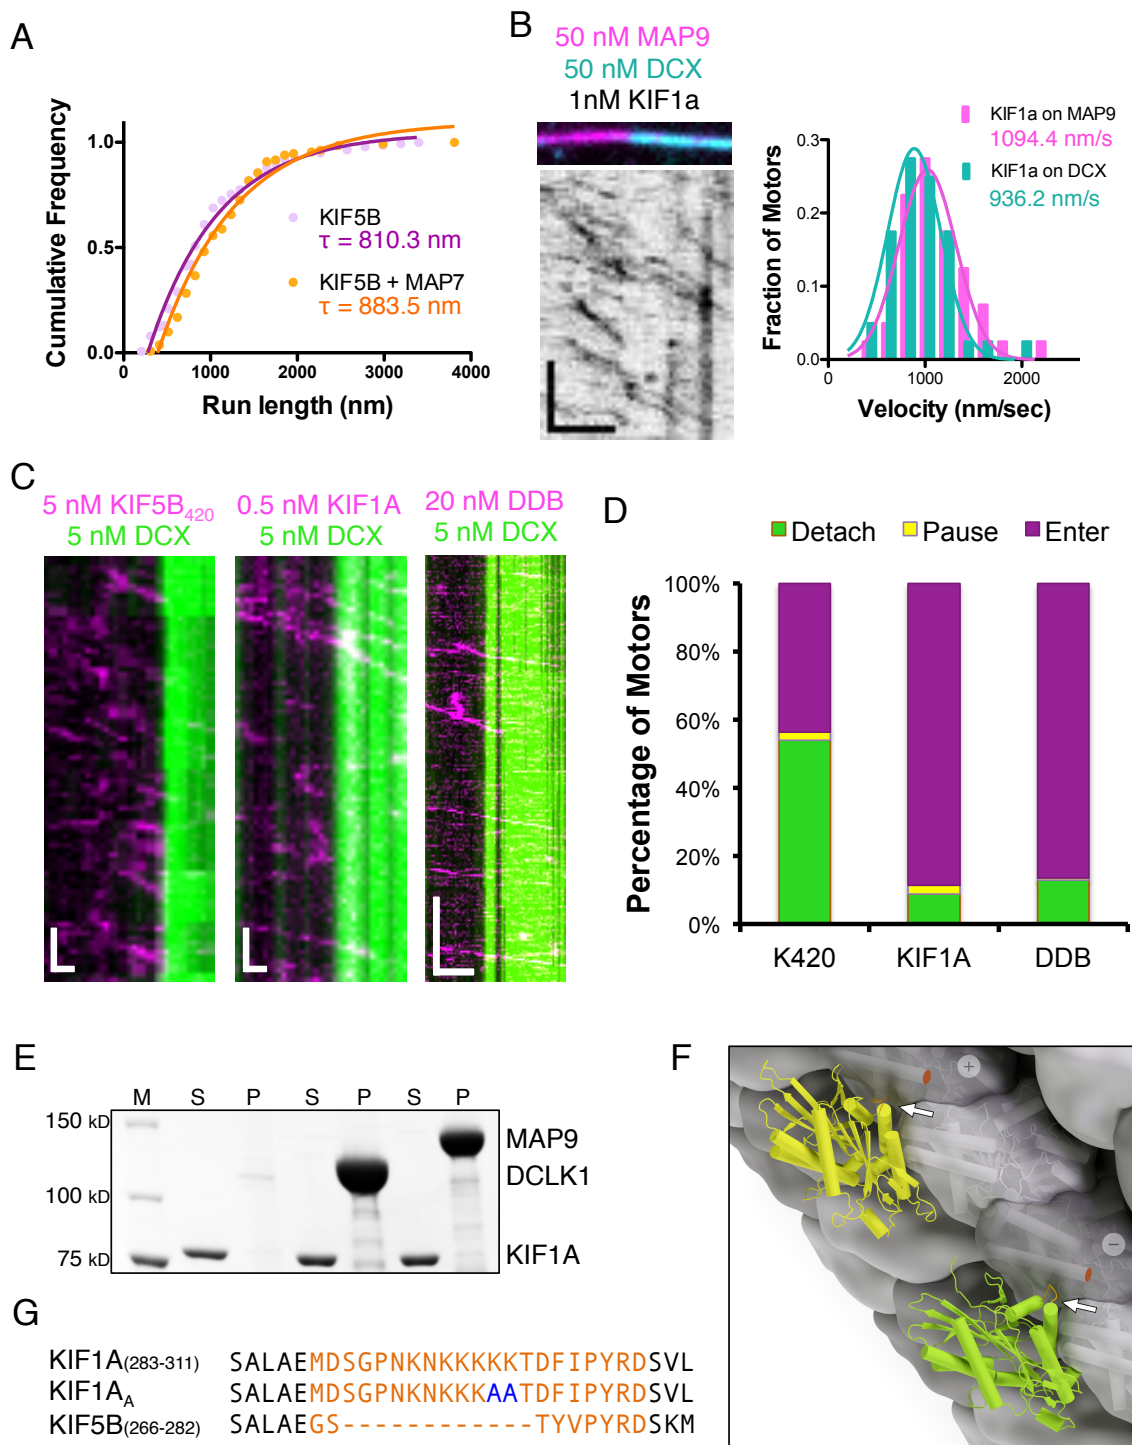 A
Cumulative Frequency
1.0
0.5
0.0
0 1000 2000 3000 4000
Run length (nm)
KIF5B
τ = 810.3 nm
KIF5B + MAP7
τ = 883.5 nm
B
50 nM MAP9
50 nM DCX
1nM KIF1a
KIF1a on MAP9
1094.4 nm/s
KIF1a on DCX
936.2 nm/s
Fraction of Motors
0.3
0.2
0.1
0.0
0 1000 2000
Velocity (nm/sec)
C
5 nM KIF5B420 0.5 nM KIF1A 20 nM DDB
5 nM DCX 5 nM DCX 5 nM DCX
D
Detach Pause Enter
Percentage of Motors
100%
80%
60%
40%
20%
0%
K420 KIF1A DDB
E
M S P S P S P
150 kD
100 kD
75 kD
MAP9
DCLK1
KIF1A
F
+
−
G
KIF1A(283-311) SALAEMDSGPNKNKKKKKTDFIPYRDSVL
KIF1AA SALAEMDSGPNKNKKKAATDFIPYRDSVL
KIF5B(266-282) SALAEGS------------TYVPYRDSKM